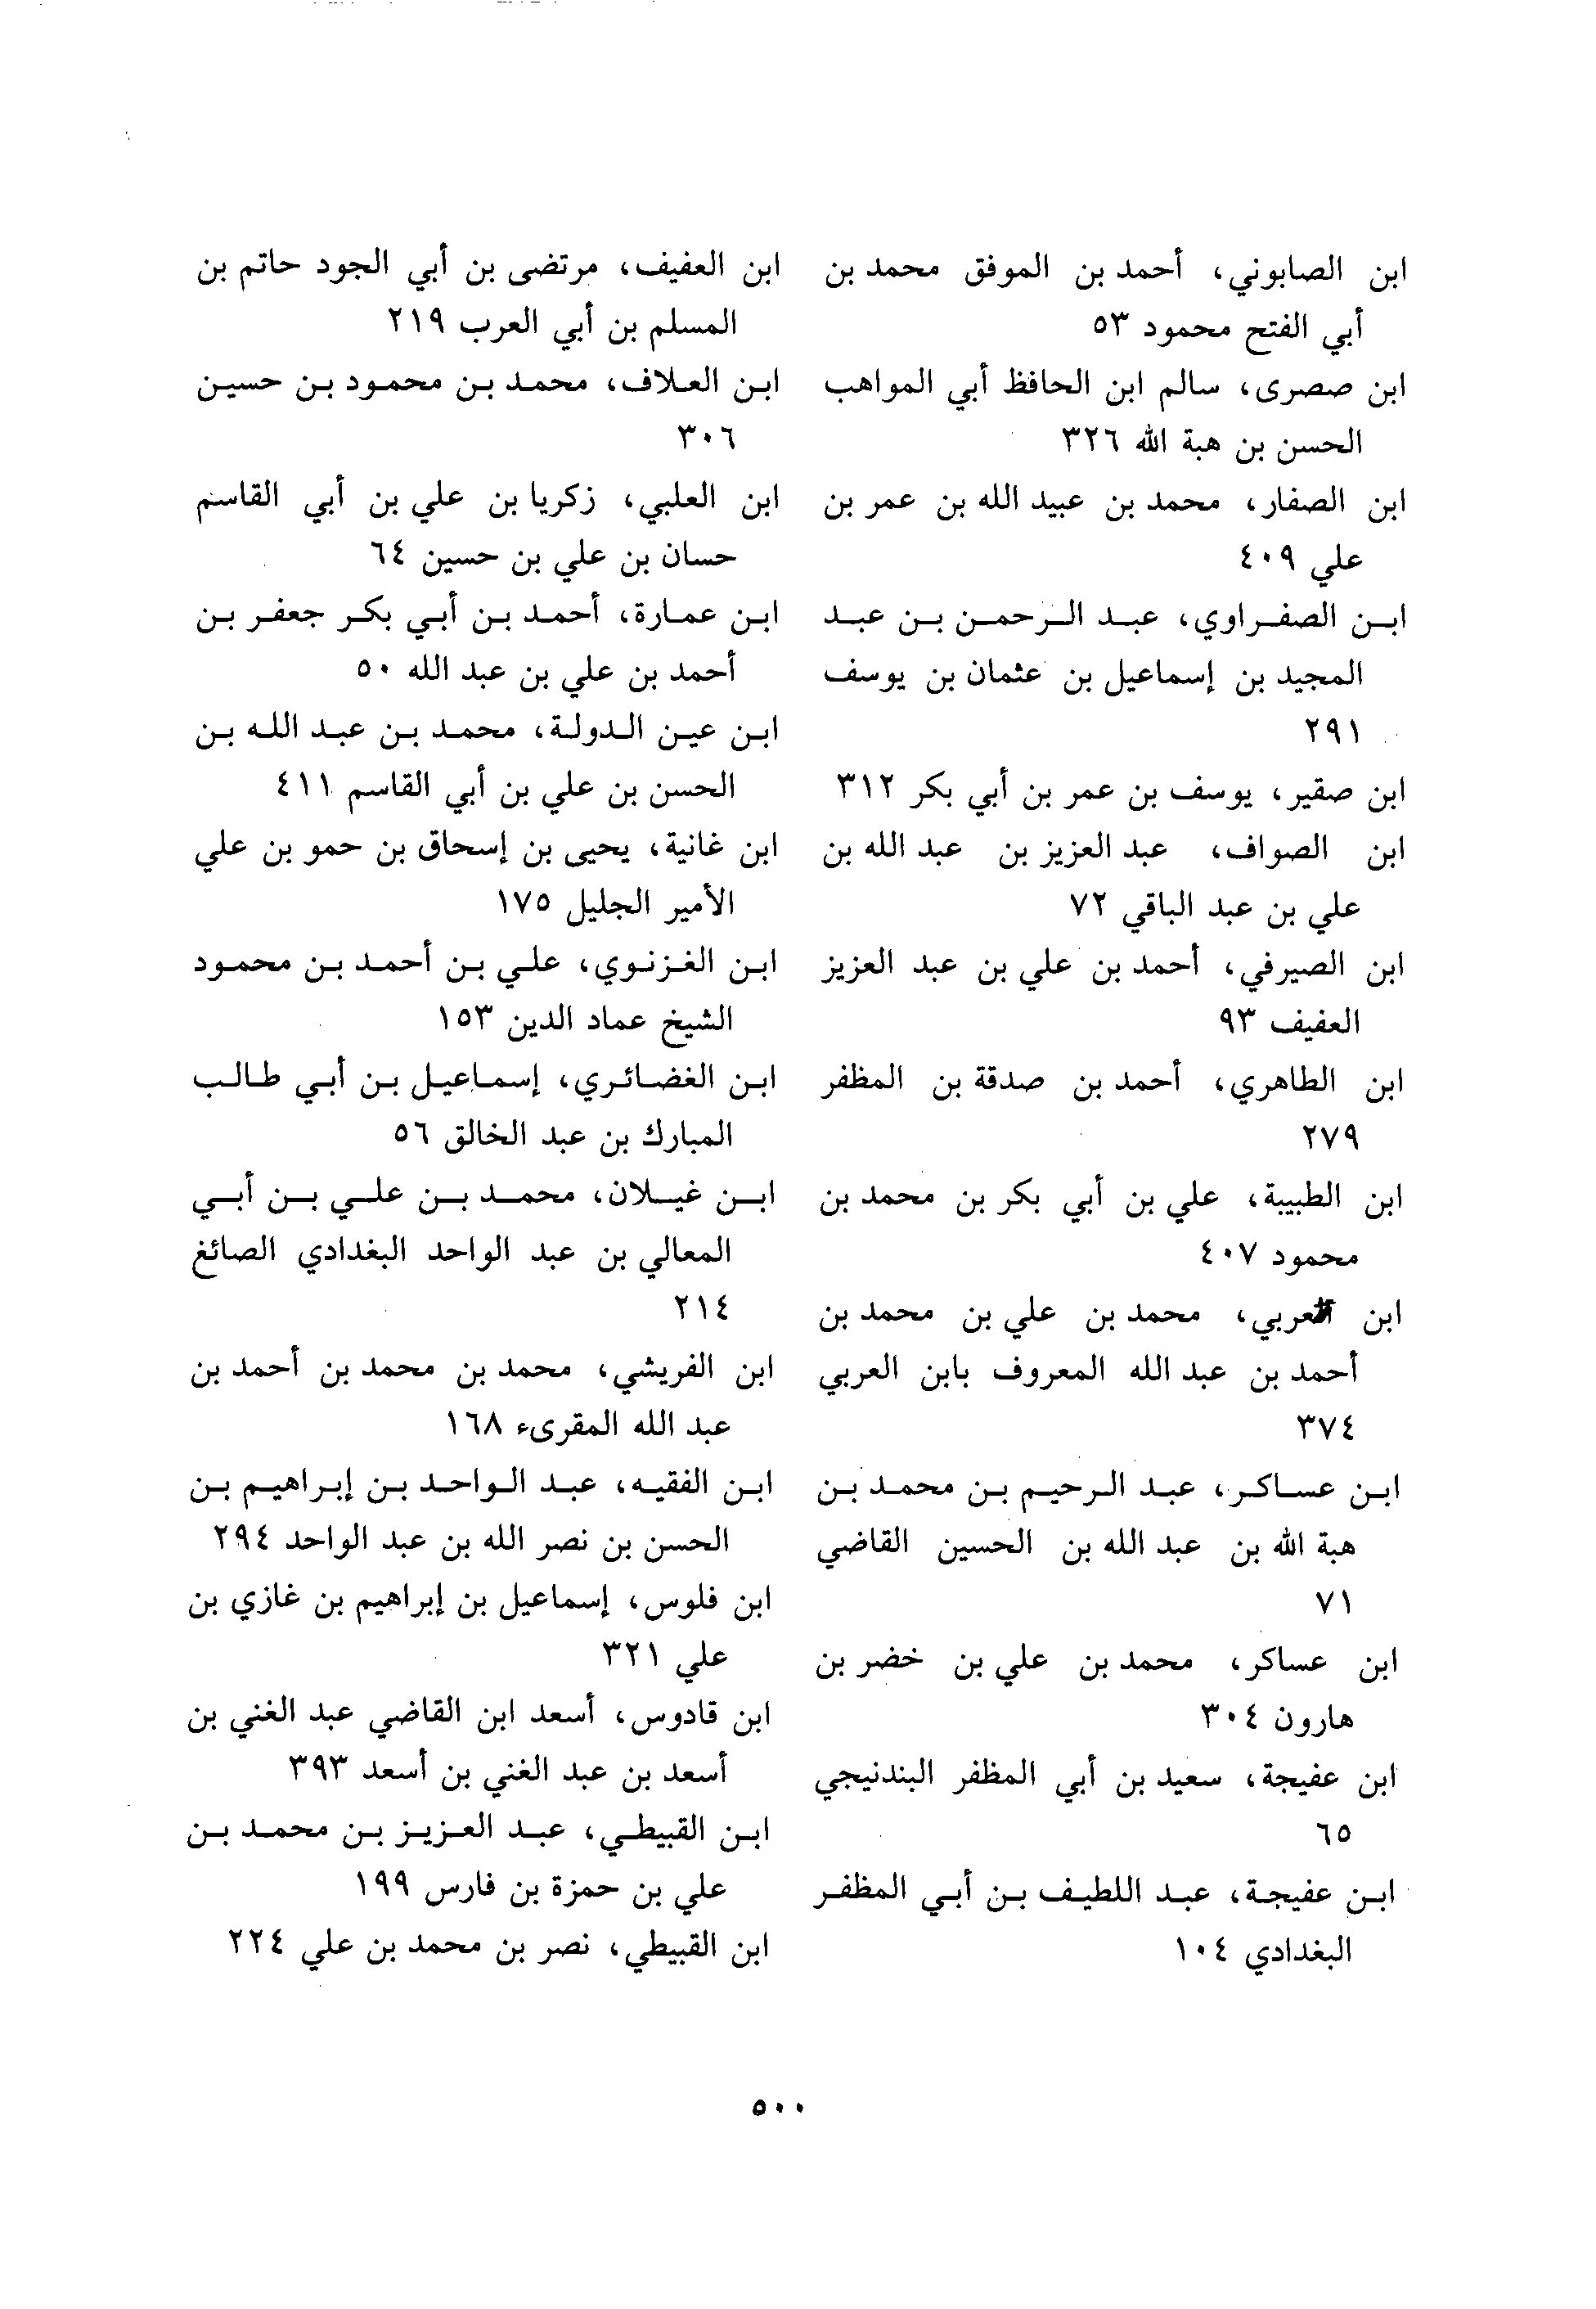 ابن الصابوني، أحمد بن الموفق محمد بن
أبي الفتح محمود ٥٣
ابن صصرى، سالم ابن الحافظ أبي المواهب
الحسن بن هبة الله ٣٢٦
ابن الصفار، محمد بن عبيد الله بن عمر بن
علي ٤٠٩
ابن الصفراوي، عبد الرحمن بن عبد
المجيد بن إسماعيل بن عثمان بن يوسف
٢٩١
ابن صقير، يوسف بن عمر بن أبي بكر ٣١٢
ابن الصواف، عبد العزيز بن عبد الله بن
علي بن عبد الباقي ٧٢
ابن الصيرفي، أحمد بن علي بن عبد العزيز
العفيف ٩٣
ابن الطاهري، أحمد بن صدقة بن المظفر
٢٧٩
ابن الطبيبة، علي بن أبي بكر بن محمد بن
محمود ٤٠٧
ابن العربي، محمد بن علي بن محمد بن
أحمد بن عبد الله المعروف بابن العربي
٣٧٤
ابن عساكر، عبد الرحيم بن محمد بن
هبة الله بن عبد الله بن الحسين القاضي
٧١
ابن عساكر، محمد بن علي بن خضر بن
هارون ٣٠٤
ابن عفيجة، سعيد بن أبي المظفر البندنيجي
٦٥
ابن عفيجة، عبد اللطيف بن أبي المظفر
البغدادي ١٠٤
ابن العفيف، مرتضى بن أبي الجود حاتم بن
المسلم بن أبي العرب ٢١٩
ابن العلاف، محمد بن محمود بن حسين
٣٠٦
ابن العلبي، زكريا بن علي بن أبي القاسم
حسان بن علي بن حسين ٦٤
ابن عمارة، أحمد بن أبي بكر جعفر بن
أحمد بن علي بن عبد الله ٥٠
ابن عين الدولة، محمد بن عبد الله بن
الحسن بن علي بن أبي القاسم ٤١١
ابن غانية، يحيى بن إسحاق بن حمو بن علي
الأمير الجليل ١٧٥
ابن الغزنوي، علي بن أحمد بن محمود
الشيخ عماد الدين ١٥٣
ابن الغضائري، إسماعيل بن أبي طالب
المبارك بن عبد الخالق ٥٦
ابن غيلان، محمد بن علي بن أبي
المعالي بن عبد الواحد البغدادي الصائغ
٢١٤
ابن الفريشي، محمد بن محمد بن أحمد بن
عبد الله المقرىء ١٦٨
ابن الفقيه، عبد الواحد بن إبراهيم بن
الحسن بن نصر الله بن عبد الواحد ٢٩٤
ابن فلوس، إسماعيل بن إبراهيم بن غازي بن
علي ٣٢١
ابن قادوس، أسعد ابن القاضي عبد الغني بن
أسعد بن عبد الغني بن أسعد ٣٩٣
ابن القبيطي، عبد العزيز بن محمد بن
علي بن حمزة بن فارس ١٩٩
ابن القبيطي، نصر بن محمد بن علي ٢٢٤
٥٠٠